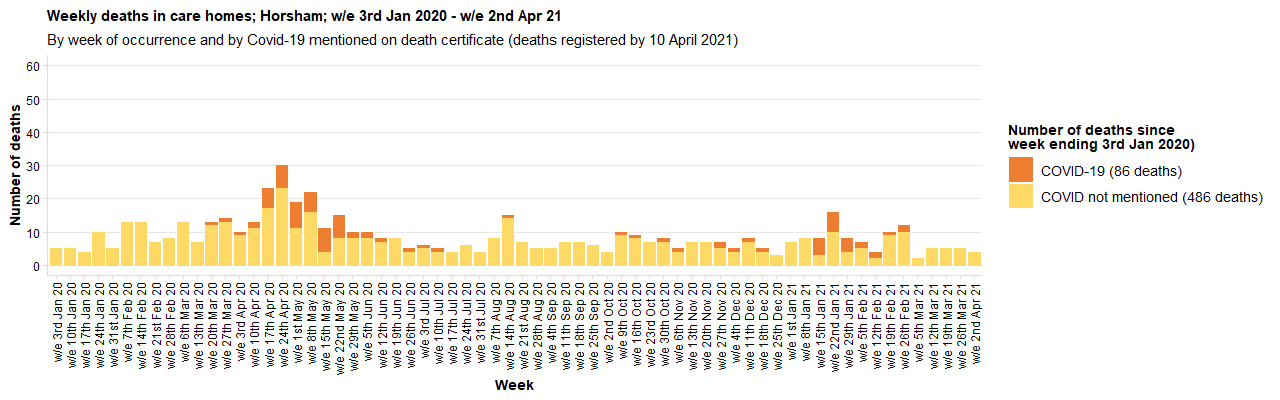 Weekly deaths in care homes; Horsham; w/e 3rd Jan 2020 - w/e 2nd Apr 21
By week of occurrence and by Covid-19 mentioned on death certificate (deaths registered by 10 April 2021)
60
50
40
30
20
10
0
Number of deaths
w/e 3rd Jan 20
w/e 10th Jan 20
w/e 17th Jan 20
w/e 24th Jan 20
w/e 31st Jan 20
w/e 7th Feb 20
w/e 14th Feb 20
w/e 21st Feb 20
w/e 28th Feb 20
w/e 6th Mar 20
w/e 13th Mar 20
w/e 20th Mar 20
w/e 27th Mar 20
w/e 3rd Apr 20
w/e 10th Apr 20
w/e 17th Apr 20
w/e 24th Apr 20
w/e 1st May 20
w/e 8th May 20
w/e 15th May 20
w/e 22nd May 20
w/e 29th May 20
w/e 5th Jun 20
w/e 12th Jun 20
w/e 19th Jun 20
w/e 26th Jun 20
w/e 3rd Jul 20
w/e 10th Jul 20
w/e 17th Jul 20
w/e 24th Jul 20
w/e 31st Jul 20
w/e 7th Aug 20
w/e 14th Aug 20
w/e 21st Aug 20
w/e 28th Aug 20
w/e 4th Sep 20
w/e 11th Sep 20
w/e 18th Sep 20
w/e 25th Sep 20
w/e 2nd Oct 20
w/e 9th Oct 20
w/e 16th Oct 20
w/e 23rd Oct 20
w/e 30th Oct 20
w/e 6th Nov 20
w/e 13th Nov 20
w/e 20th Nov 20
w/e 27th Nov 20
w/e 4th Dec 20
w/e 11th Dec 20
w/e 18th Dec 20
w/e 25th Dec 20
w/e 1st Jan 21
w/e 8th Jan 21
w/e 15th Jan 21
w/e 22nd Jan 21
w/e 29th Jan 21
w/e 5th Feb 21
w/e 12th Feb 21
w/e 19th Feb 21
w/e 26th Feb 21
w/e 5th Mar 21
w/e 12th Mar 21
w/e 19th Mar 21
w/e 26th Mar 21
w/e 2nd Apr 21
Week
Number of deaths since
week ending 3rd Jan 2020)
COVID-19 (86 deaths)
COVID not mentioned (486 deaths)